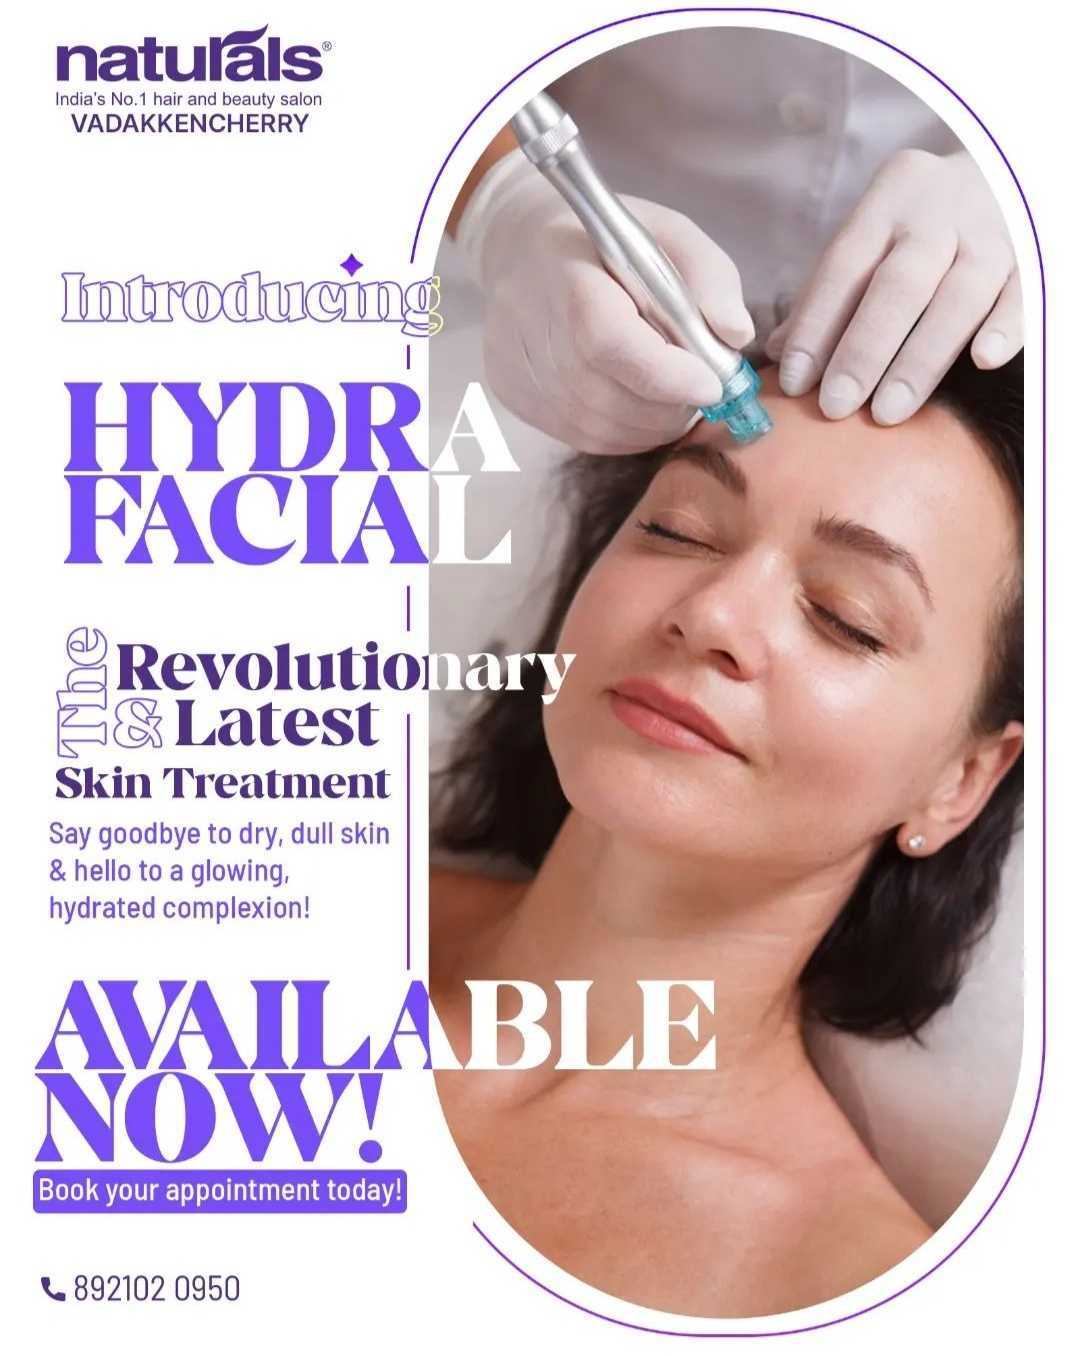 naturals®
India's No.1 hair and beauty salon
VADAKKENCHERRY
Introducing
HYDRA
FACIAL
The Revolutionary
& Latest
Skin Treatment
Say goodbye to dry, dull skin
& hello to a glowing,
hydrated complexion!
AVAILABLE
NOW!
Book your appointment today!
892102 0950